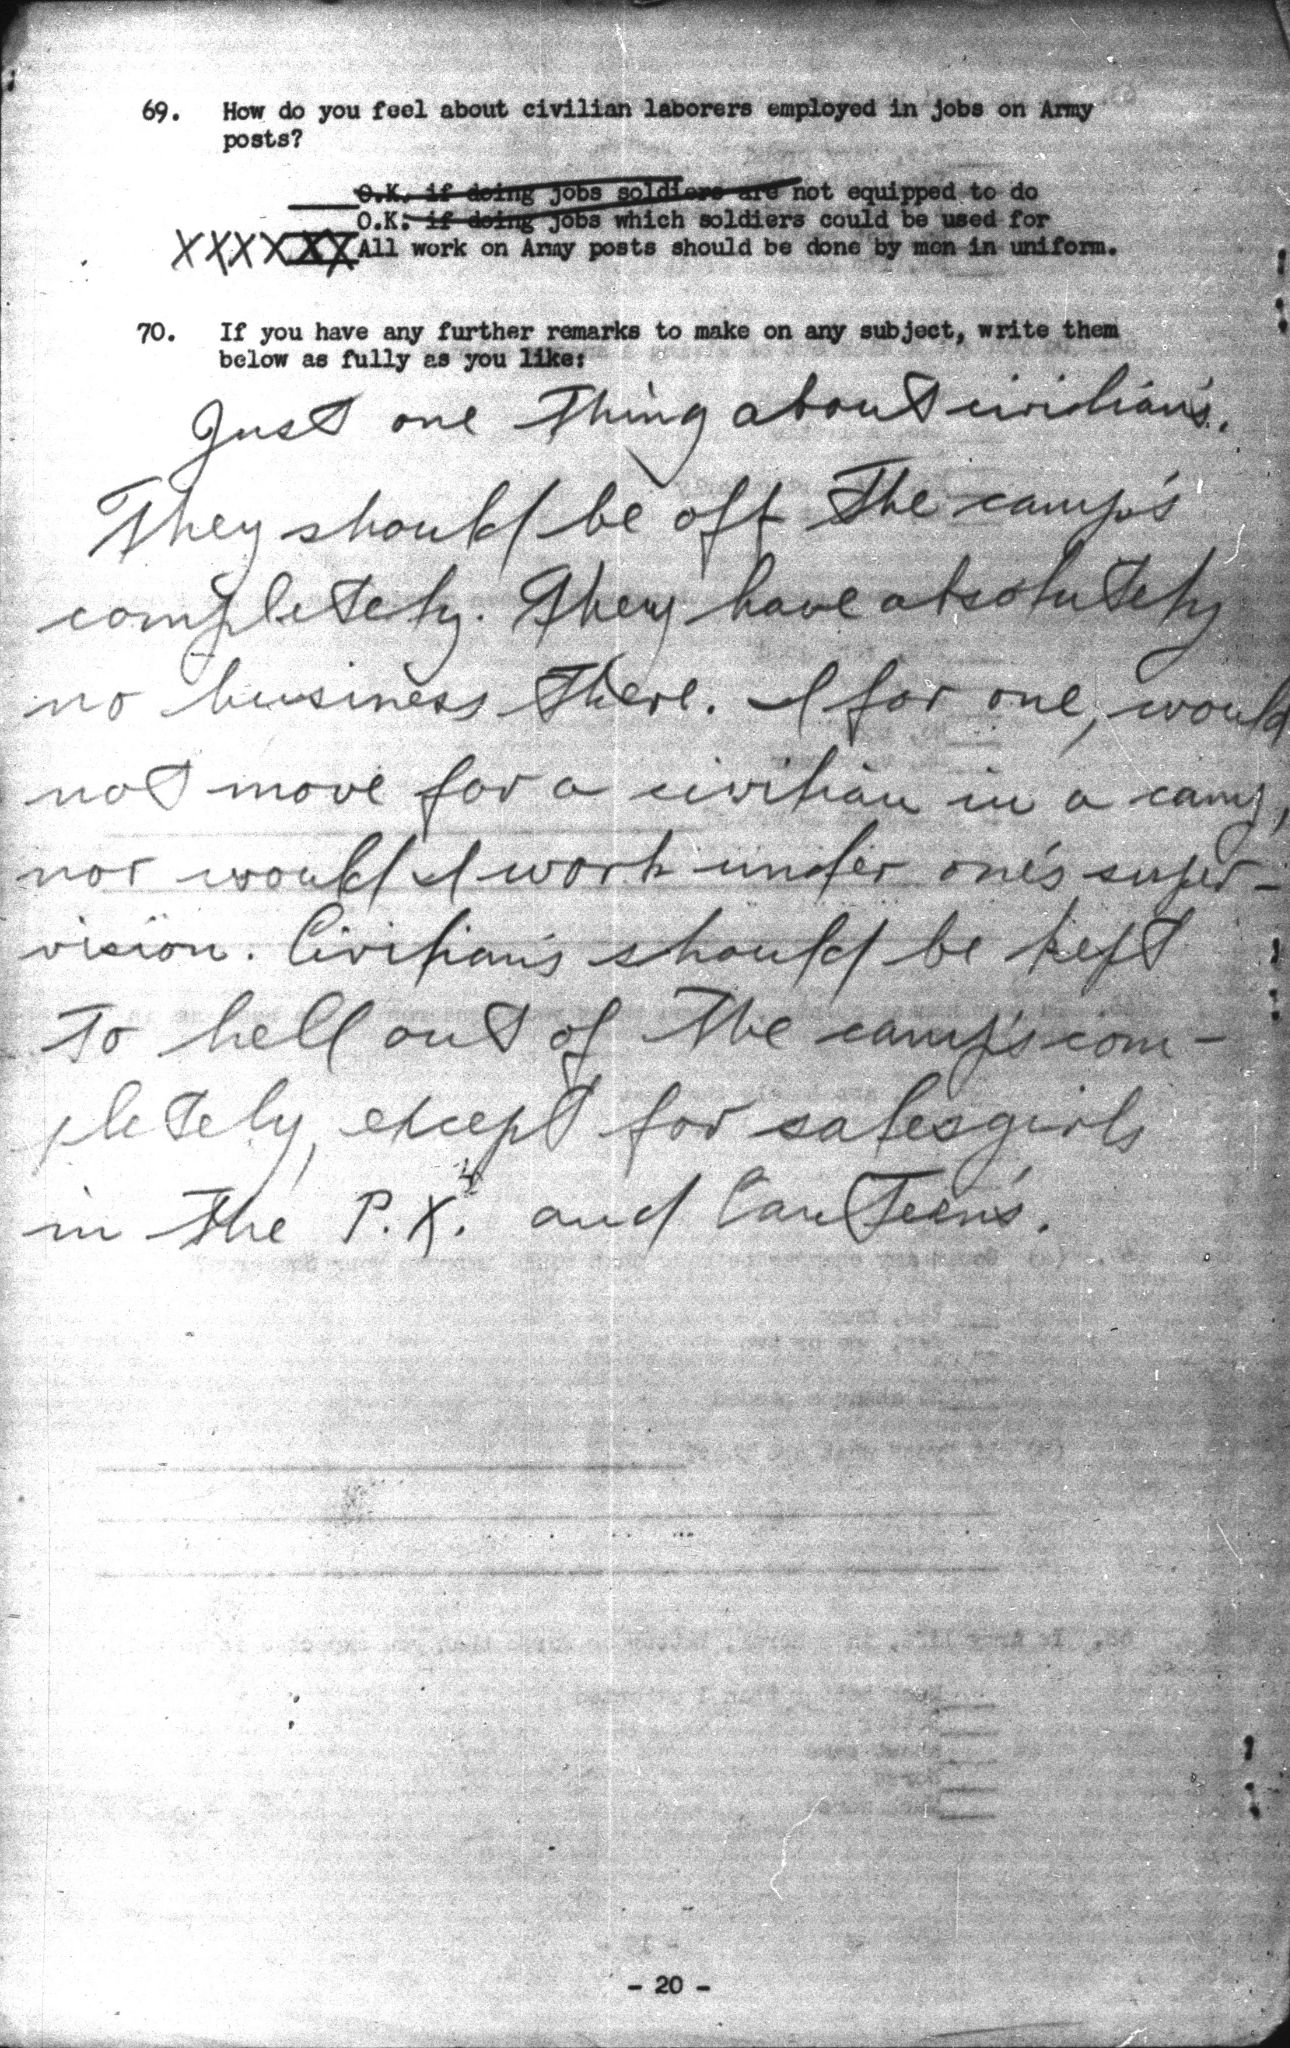 69. How do you feel about civilian laborers employed in jobs on Army
posts?
O.K. if doing jobs soldiers are not equipped to do
O.K. if doing jobs which soldiers could be used for
XXXXXX All work on Army posts should be done by men in uniform.
70. If you have any further remarks to make on any subject, write them
below as fully as you like:
Just one thing about civilian's.
They should be off the camp's
completely. They have absolutely
no business there. I for one, would
not move for a civilian in a camp,
nor would I work under one's super-
vision. Civilian's should be kept
to hell out of the camp's com-
pletely, except for salesgirls
in the P.X.'s and Canteen's.
- 20 -